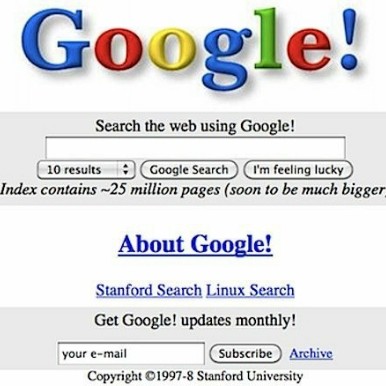 Google!
Search the web using Google!
10 results Google Search I'm feeling lucky
Index contains ~25 million pages (soon to be much bigger)
About Google!
Stanford Search Linux Search
Get Google! updates monthly!
your e-mail Subscribe Archive
Copyright ©1997-8 Stanford University